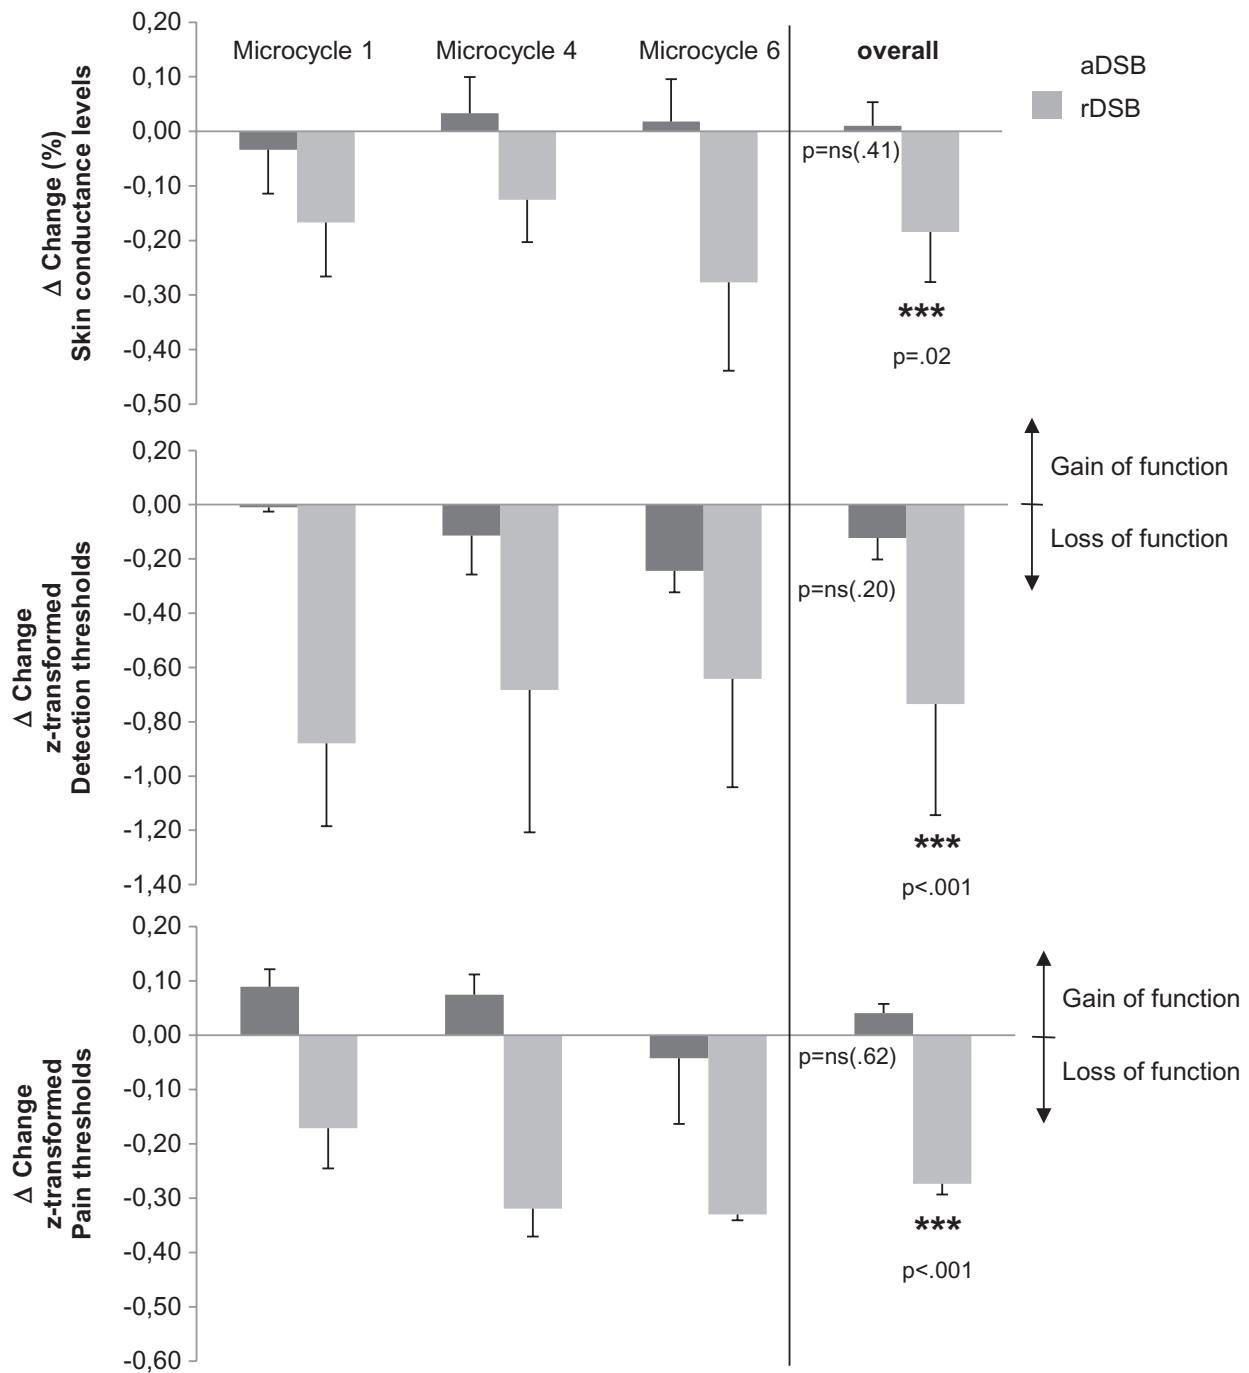 0,20
Microcycle 1
Microcycle 4
Microcycle 6
overall
aDSB
rDSB
0,10
0,00
-0,10
-0,20
-0,30
-0,40
-0,50
Δ Change (%)
Skin conductance levels
p=ns(.41)
***
p=.02
0,20
0,00
-0,20
-0,40
-0,60
-0,80
-1,00
-1,20
-1,40
Δ Change
z-transformed
Detection thresholds
p=ns(.20)
***
p<.001
Gain of function
Loss of function
0,20
0,10
0,00
-0,10
-0,20
-0,30
-0,40
-0,50
-0,60
Δ Change
z-transformed
Pain thresholds
p=ns(.62)
***
p<.001
Gain of function
Loss of function